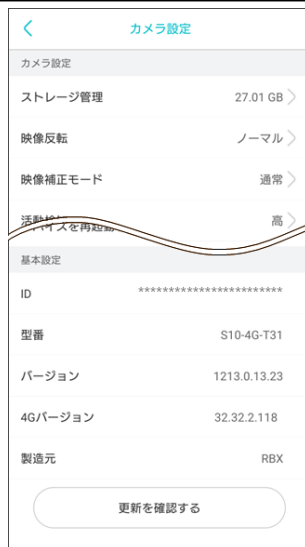 カメラ設定
カメラ設定
ストレージ管理 27.01 GB
映像反転 ノーマル
映像補正モード 通常
高
基本設定
ID ************************
型番 S10-4G-T31
バージョン 1213.0.13.23
4Gバージョン 32.32.2.118
製造元 RBX
更新を確認する